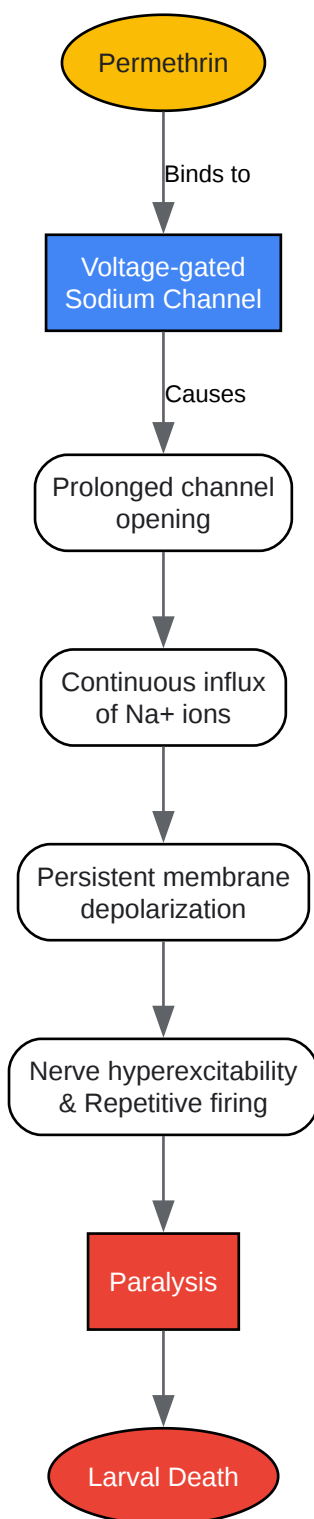 Permethrin
Binds to
Voltage-gated
Sodium Channel
Causes
Prolonged channel
opening
Continuous influx
of Na+ ions
Persistent membrane
depolarization
Nerve hyperexcitability
& Repetitive firing
Paralysis
Larval Death